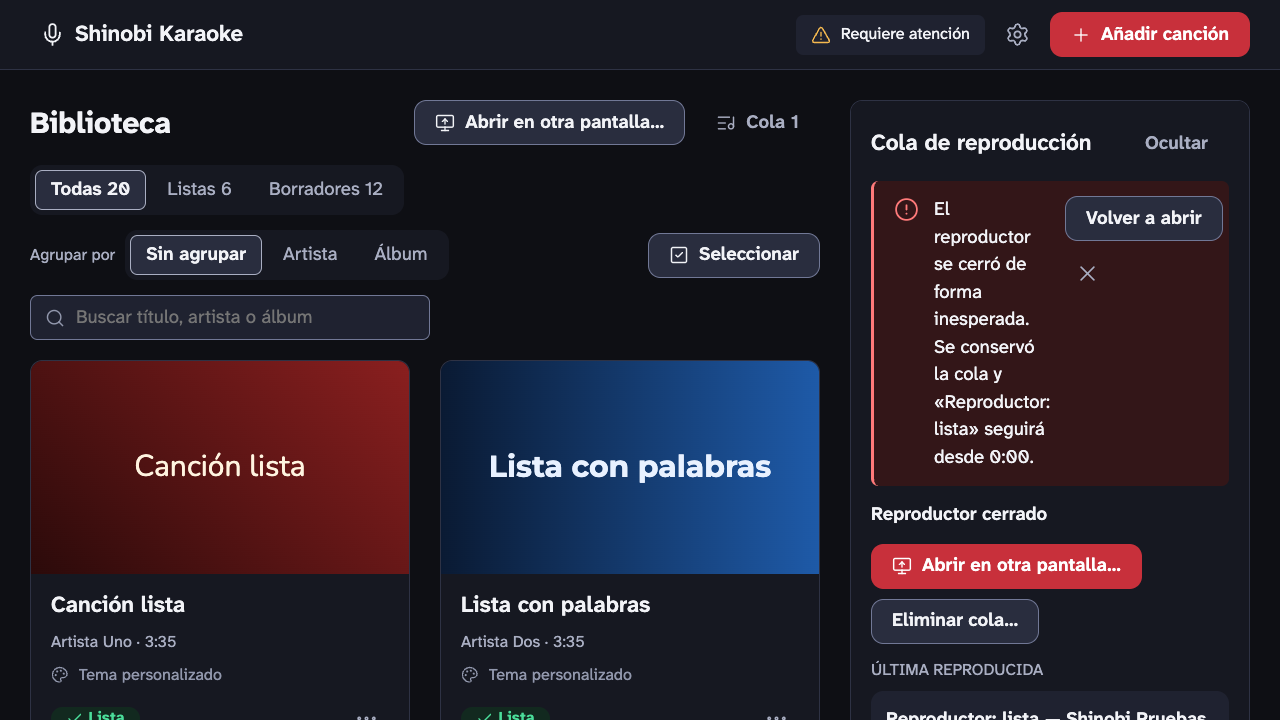 Shinobi Karaoke
Requiere atención
Añadir canción
Biblioteca
Abrir en otra pantalla...
Cola 1
Todas 20
Listas 6
Borradores 12
Agrupar por
Sin agrupar
Artista
Álbum
Seleccionar
Buscar título, artista o álbum
Canción lista
Canción lista
Artista Uno · 3:35
Tema personalizado
Lista
Lista con palabras
Lista con palabras
Artista Dos · 3:35
Tema personalizado
Lista
Cola de reproducción
Ocultar
El
reproductor
se cerró de
forma
inesperada.
Se conservó
la cola y
«Reproductor:
lista» seguirá
desde 0:00.
Volver a abrir
Reproductor cerrado
Abrir en otra pantalla...
Eliminar cola...
ÚLTIMA REPRODUCIDA
Reproductor: lista — Shinobi Pruebas